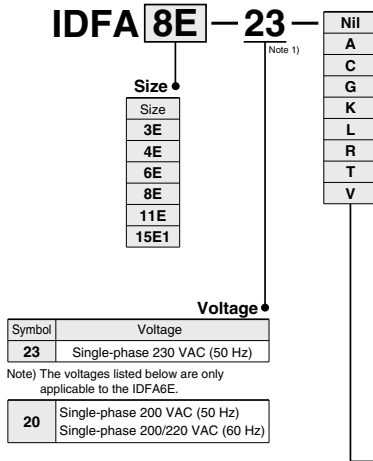 IDFA 8E — 23 —
Note 1)
Nil
A
C
G
K
L
R
T
V
Size
Size
3E
4E
6E
8E
11E
15E1
Voltage
Symbol Voltage
23 Single-phase 230 VAC (50 Hz)
Note) The voltages listed below are only
applicable to the IDFA6E.
20 Single-phase 200 VAC (50 Hz)
Single-phase 200/220 VAC (60 Hz)